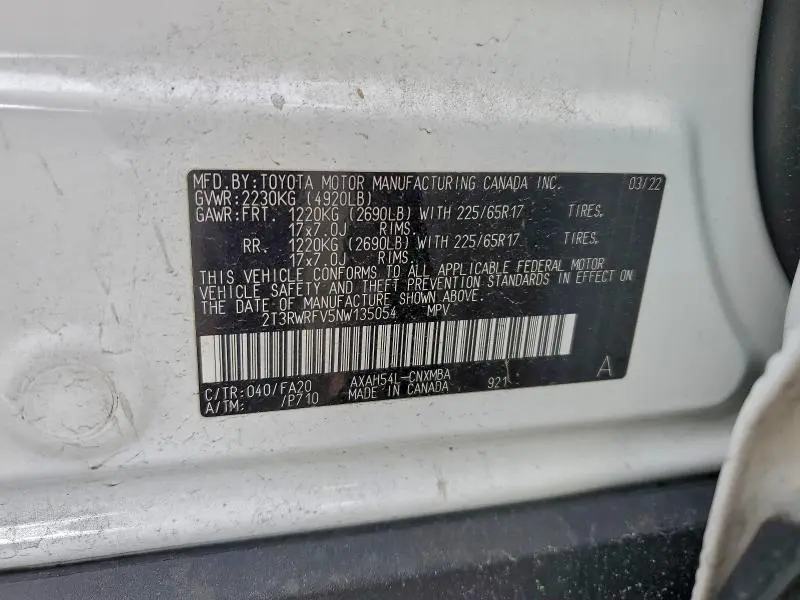 MFD.BY: TOYOTA MOTOR MANUFACTURING CANADA INC. 03/22
GVWR: 2230KG (4920LB)
GAWR: FRT. 1220KG (2690LB) WITH 225/65R17 TIRES,
17x7.0J RIMS.
RR. 1220KG (2690LB) WITH 225/65R17 TIRES,
17x7.0J RIMS.
THIS VEHICLE CONFORMS TO ALL APPLICABLE FEDERAL MOTOR
VEHICLE SAFETY AND THEFT PREVENTION STANDARDS IN EFFECT ON
THE DATE OF MANUFACTURE SHOWN ABOVE.
2T3RWRFV5NW135054 MPV
C/TR: 040/FA20 AXAH54L-CNXMBA 921 A
A/TM: /P710 MADE IN CANADA